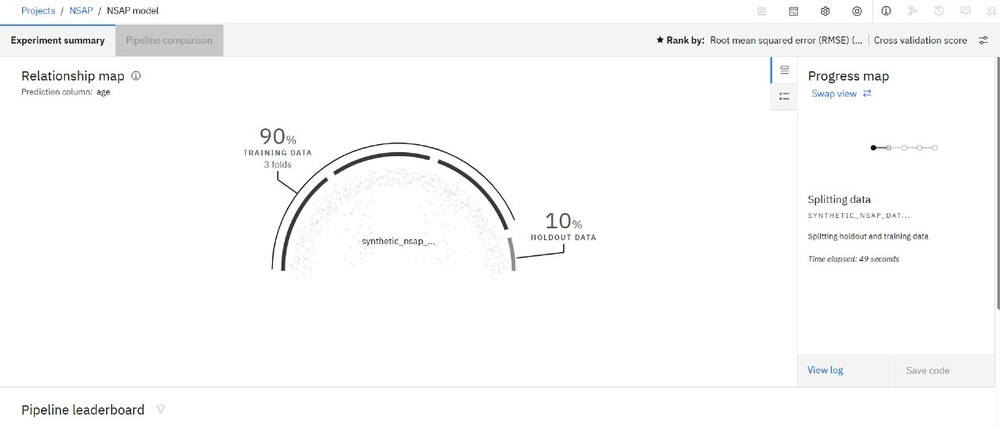 Projects / NSAP / NSAP model
Experiment summary
Pipeline comparison
★ Rank by: Root mean squared error (RMSE) (... | Cross validation score
Relationship map
Prediction column: age
90%
TRAINING DATA
3 folds
10%
HOLDOUT DATA
synthetic_nsap_...
Progress map
Swap view
Splitting data
SYNTHETIC_NSAP_DAT...
Splitting holdout and training data
Time elapsed: 49 seconds
View log
Save code
Pipeline leaderboard